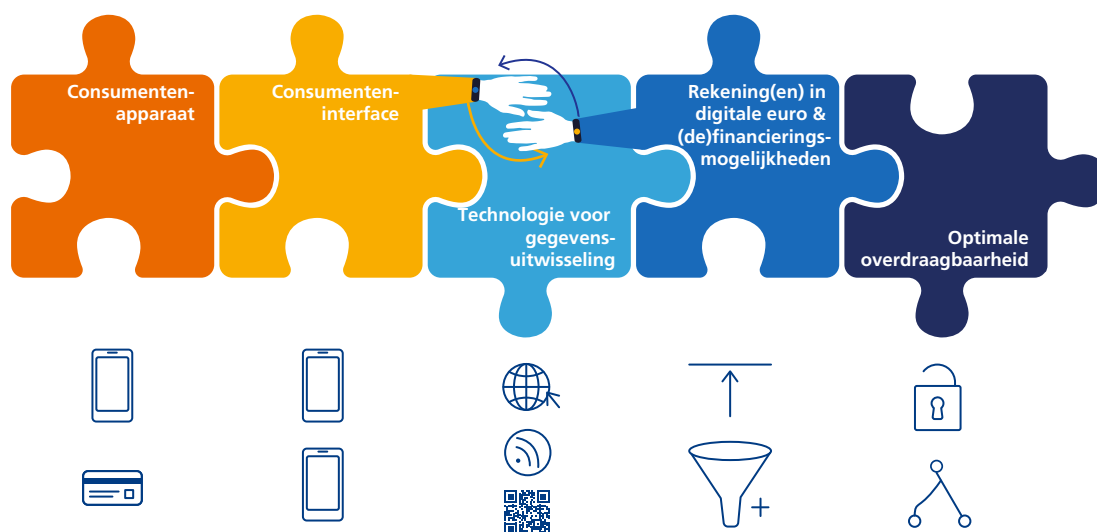 Consumenten-
apparaat
Consumenten-
interface
Technologie voor
gegevens-
uitwisseling
Rekening(en) in
digitale euro &
(de)financierings-
mogelijkheden
Optimale
overdraagbaarheid